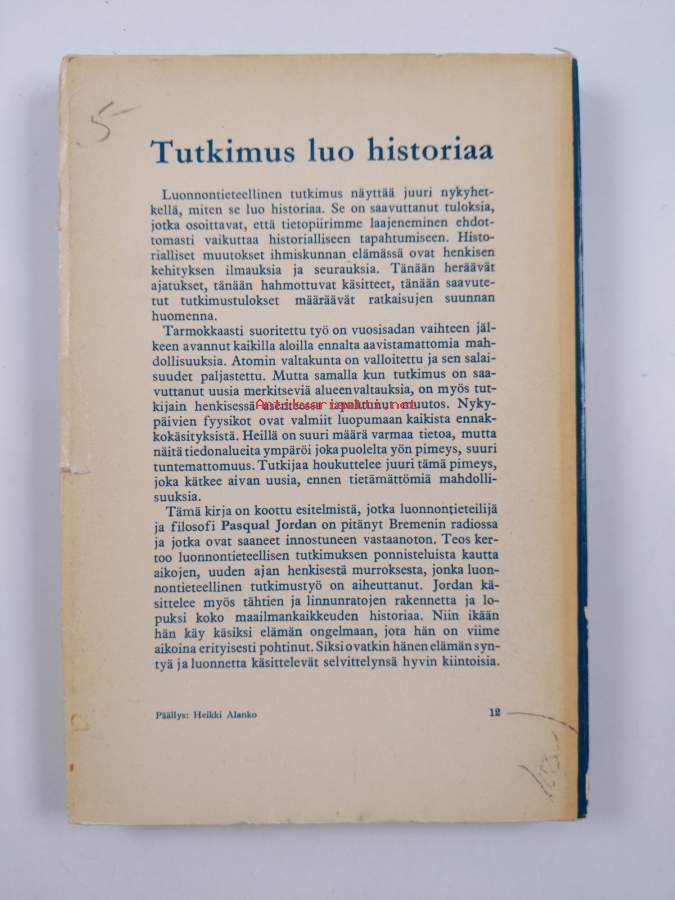 5
Tutkimus luo historiaa
Luonnontieteellinen tutkimus näyttää juuri nykyhet-
kellä, miten se luo historiaa. Se on saavuttanut tuloksia,
jotka osoittavat, että tietopiirimme laajeneminen ehdot-
tomasti vaikuttaa historialliseen tapahtumiseen. Histo-
rialliset muutokset ihmiskunnan elämässä ovat henkisen
kehityksen ilmauksia ja seurauksia. Tänään heräävät
ajatukset, tänään hahmottuvat käsitteet, tänään saavute-
tut tutkimustulokset määräävät ratkaisujen suunnan
huomenna.
Tarmokkaasti suoritettu työ on vuosisadan vaihteen jäl-
keen avannut kaikilla aloilla ennalta aavistamattomia mah-
dollisuuksia. Atomin valtakunta on valloitettu ja sen salai-
suudet paljastettu. Mutta samalla kun tutkimus on saa-
vuttanut uusia merkitseviä alueenvaltauksia, on myös tut-
kijain henkisessä asenteessa tapahtunut muutos. Nyky-
Antikvariaatti.net
päivien fyysikot ovat valmiit luopumaan kaikista ennak-
kokäsityksistä. Heillä on suuri määrä varmaa tietoa, mutta
näitä tiedonalueita ympäröi joka puolelta yön pimeys, suuri
tuntemattomuus. Tutkijaa houkuttelee juuri tämä pimeys,
joka kätkee aivan uusia, ennen tietämättömiä mahdolli-
suuksia.
Tämä kirja on koottu esitelmistä, jotka luonnontieteilijä
ja filosofi Pasqual Jordan on pitänyt Bremenin radiossa
ja jotka ovat saaneet innostuneen vastaanoton. Teos ker-
too luonnontieteellisen tutkimuksen ponnisteluista kautta
aikojen, uuden ajan henkisestä murroksesta, jonka luon-
nontieteellinen tutkimustyö on aiheuttanut. Jordan kä-
sittelee myös tähtien ja linnunratojen rakennetta ja lo-
puksi koko maailmankaikkeuden historiaa. Niin ikään
hän käy käsiksi elämän ongelmaan, jota hän on viime
aikoina erityisesti pohtinut. Siksi ovatkin hänen elämän syn-
tyä ja luonnetta käsittelevät selvittelynsä hyvin kiintoisia.
Päällys: Heikki Alanko
12